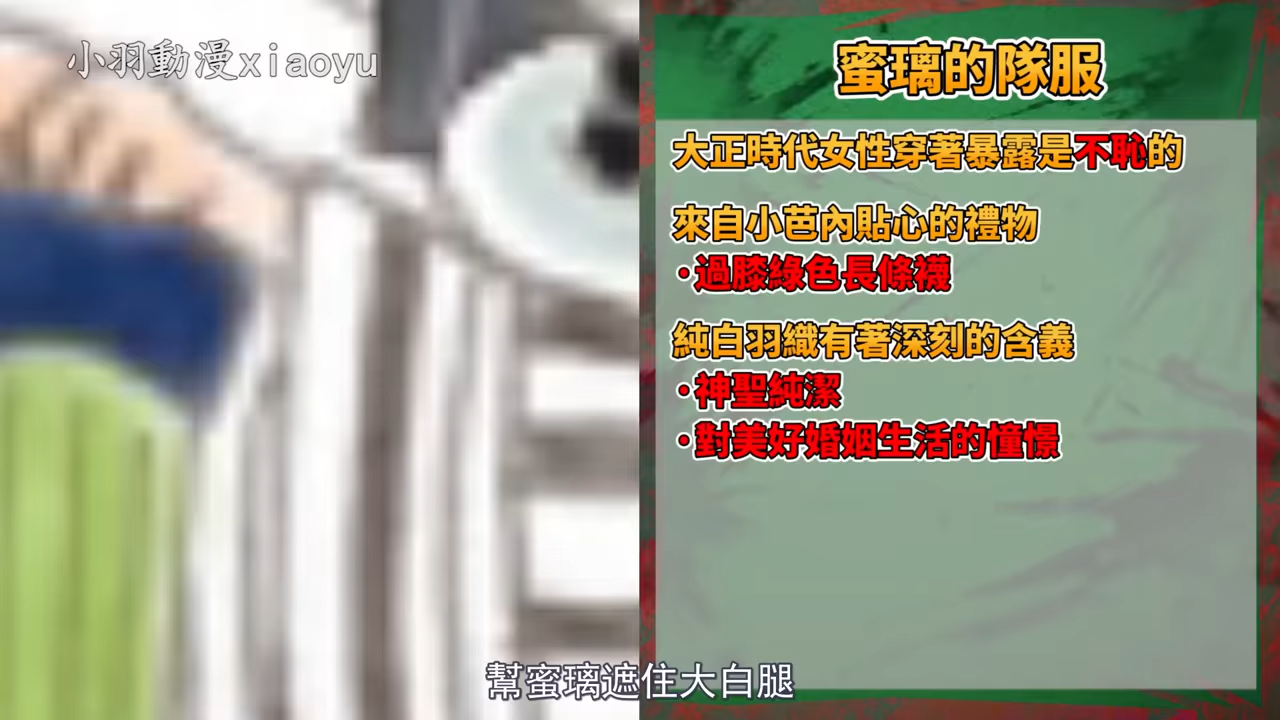 小羽動漫xiaoyu
蜜璃的隊服
大正時代女性穿著暴露是不恥的
來自小芭內貼心的禮物
·過膝綠色長條襪
純白羽織有著深刻的含義
·神聖純潔
·對美好婚姻生活的憧憬
幫蜜璃遮住大白腿